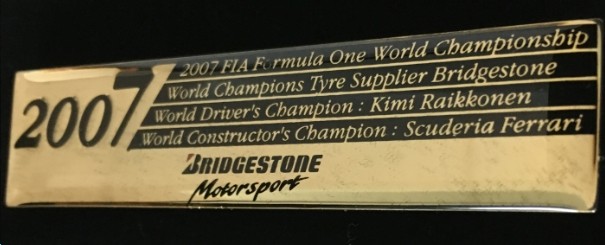 2007
2007 FIA Formula One World Championship
World Champions Tyre Supplier Bridgestone
World Driver's Champion : Kimi Raikkonen
World Constructor's Champion : Scuderia Ferrari
BRIDGESTONE
Motorsport